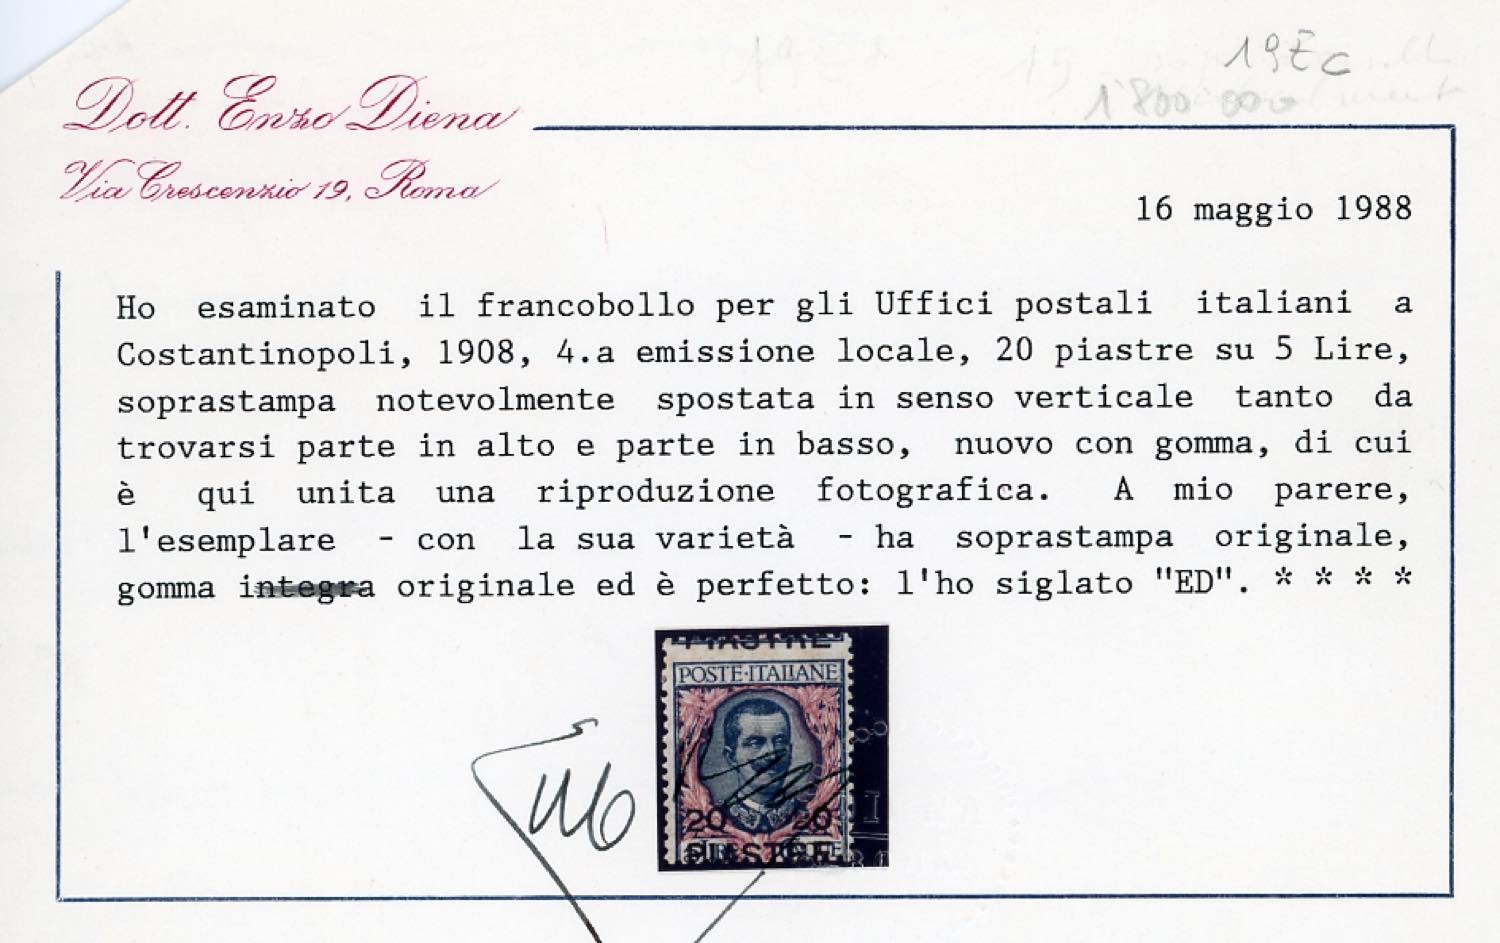 19Ec
1'800 000
Dott. Enzo Diena
Via Crescenzio 19, Roma
16 maggio 1988
Ho esaminato il francobollo per gli Uffici postali italiani a
Costantinopoli, 1908, 4.a emissione locale, 20 piastre su 5 Lire,
soprastampa notevolmente spostata in senso verticale tanto da
trovarsi parte in alto e parte in basso, nuovo con gomma, di cui
è qui unita una riproduzione fotografica. A mio parere,
l'esemplare - con la sua varietà - ha soprastampa originale,
gomma integra originale ed è perfetto: l'ho siglato "ED". * * * *
PIASTRE
POSTE·ITALIANE
20 20
PIASTRE